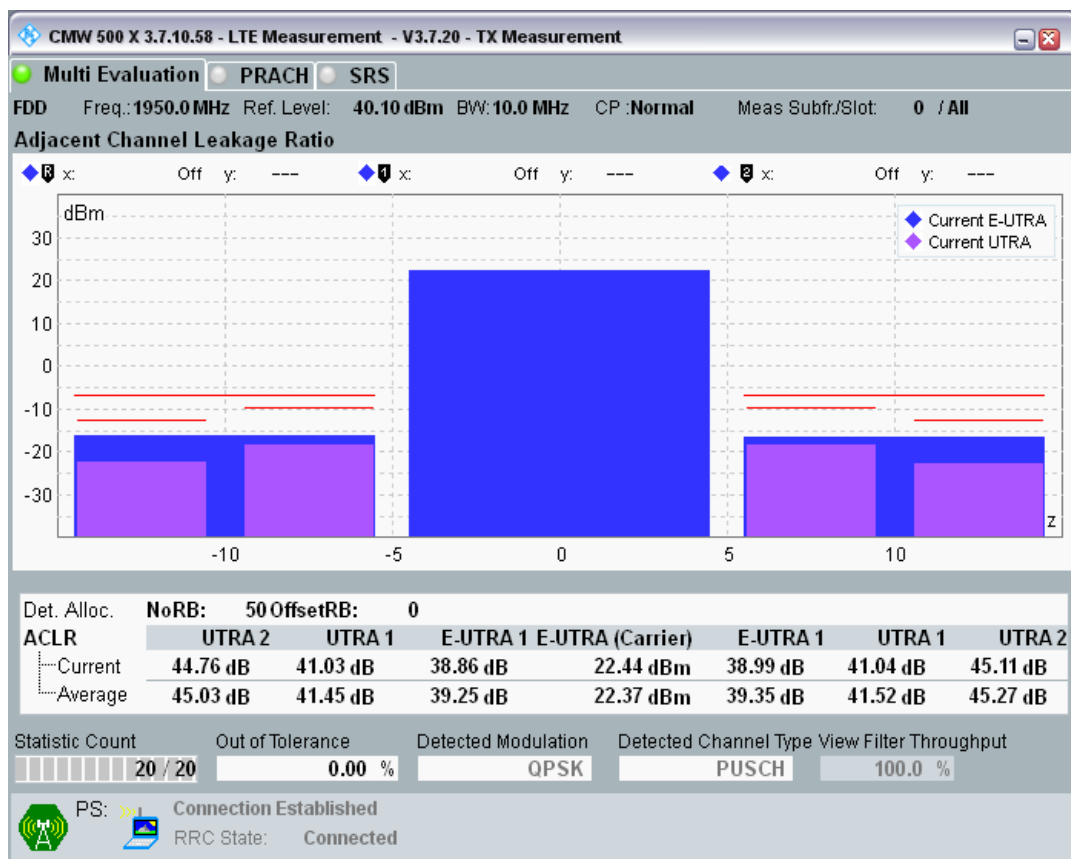 CMW 500 X 3.7.10.58 - LTE Measurement - V3.7.20 - TX Measurement
Multi Evaluation PRACH SRS
FDD Freq.: 1950.0 MHz Ref. Level: 40.10 dBm BW: 10.0 MHz CP :Normal Meas Subfr./Slot: 0 / All
Adjacent Channel Leakage Ratio
R x: Off y: --- 1 x: Off y: --- 2 x: Off y: ---
dBm
Current E-UTRA
Current UTRA
30
20
10
0
-10
-20
-30
z
-10 -5 0 5 10
Det. Alloc. NoRB: 50 OffsetRB: 0
ACLR UTRA 2 UTRA 1 E-UTRA 1 E-UTRA (Carrier) E-UTRA 1 UTRA 1 UTRA 2
Current 44.76 dB 41.03 dB 38.86 dB 22.44 dBm 38.99 dB 41.04 dB 45.11 dB
Average 45.03 dB 41.45 dB 39.25 dB 22.37 dBm 39.35 dB 41.52 dB 45.27 dB
Statistic Count Out of Tolerance Detected Modulation Detected Channel Type View Filter Throughput
20 / 20 0.00 % QPSK PUSCH 100.0 %
PS: Connection Established
RRC State: Connected